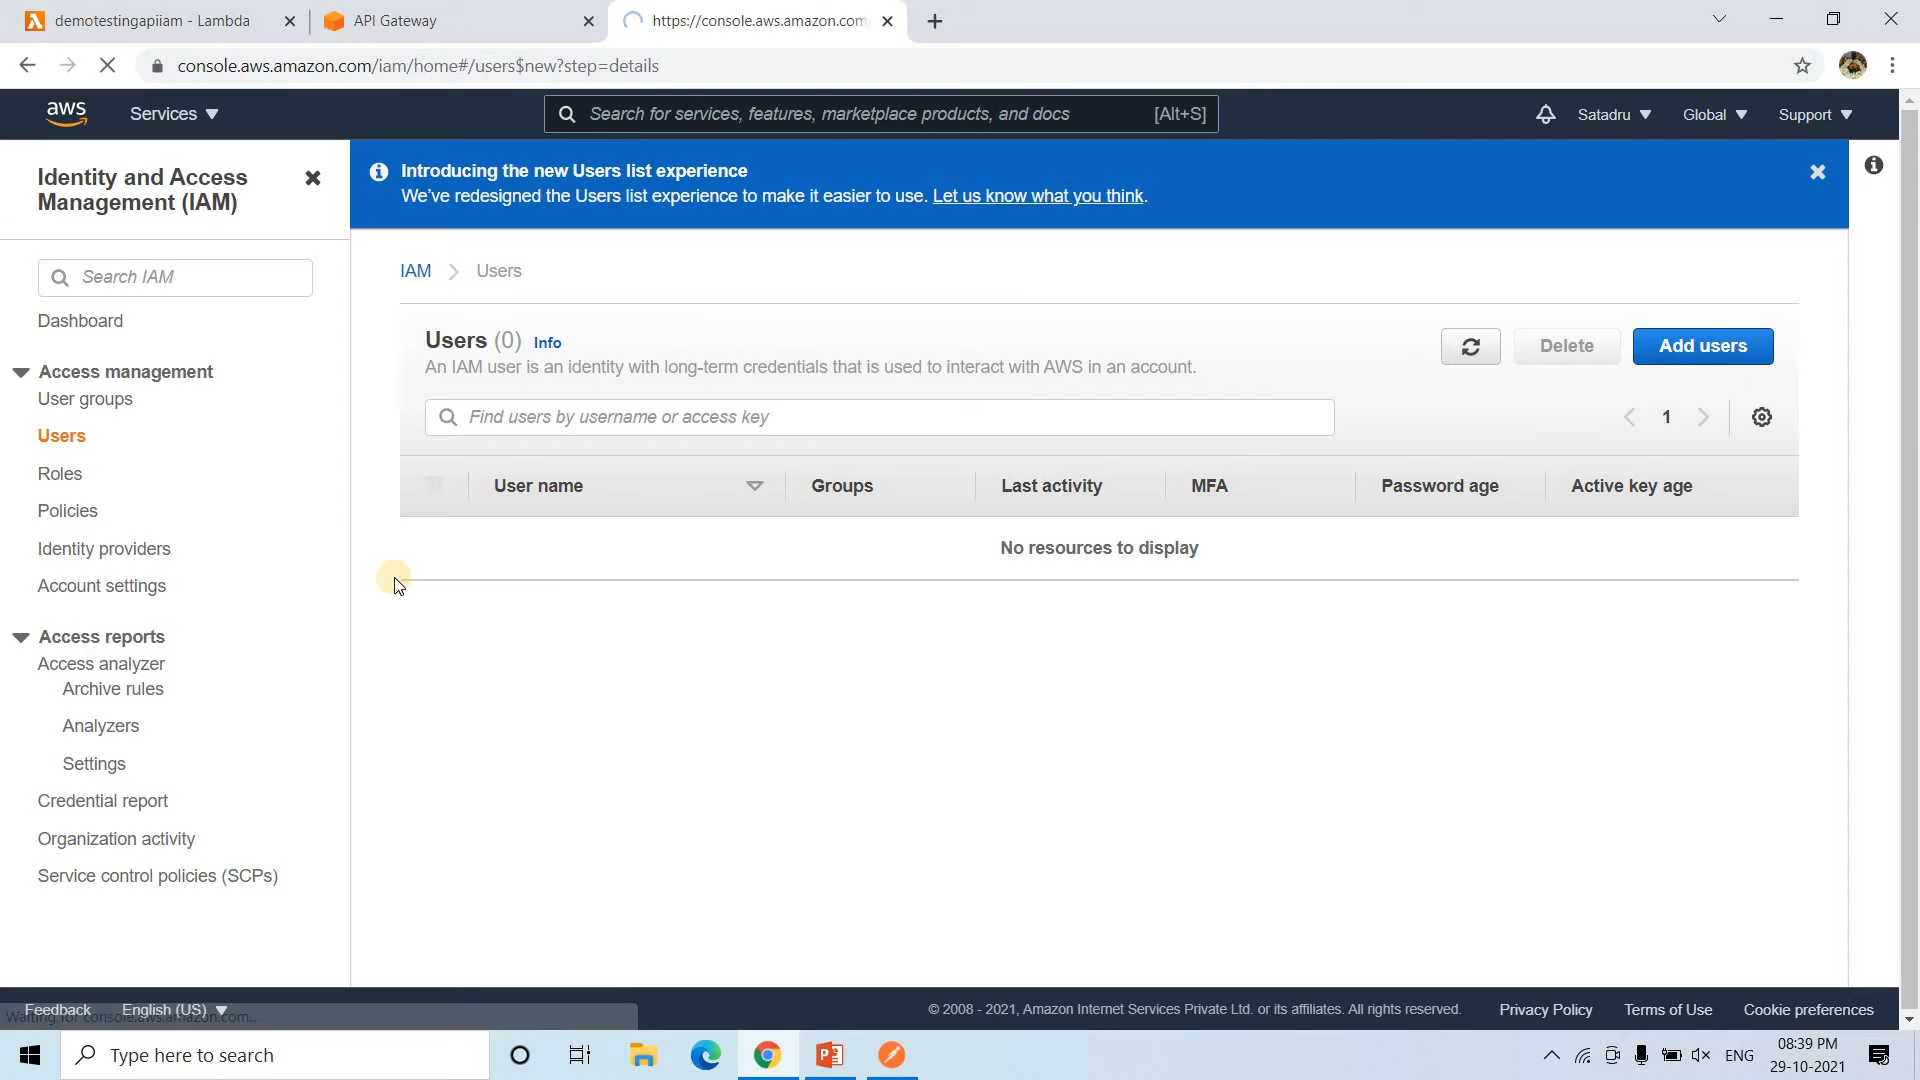 demotestingapiiam - Lambda
API Gateway
https://console.aws.amazon.com/
console.aws.amazon.com/iam/home#/users$new?step=details
aws
Services
Search for services, features, marketplace products, and docs
[Alt+S]
Satadru
Global
Support
Identity and Access
Management (IAM)
Search IAM
Dashboard
Access management
User groups
Users
Roles
Policies
Identity providers
Account settings
Access reports
Access analyzer
Archive rules
Analyzers
Settings
Credential report
Organization activity
Service control policies (SCPs)
Introducing the new Users list experience
We've redesigned the Users list experience to make it easier to use. Let us know what you think.
IAM
Users
Users (0) Info
An IAM user is an identity with long-term credentials that is used to interact with AWS in an account.
Delete
Add users
Find users by username or access key
1
User name
Groups
Last activity
MFA
Password age
Active key age
No resources to display
Feedback
English (US)
Waiting for console.aws.amazon.com...
© 2008 - 2021, Amazon Internet Services Private Ltd. or its affiliates. All rights reserved.
Privacy Policy
Terms of Use
Cookie preferences
Type here to search
ENG
08:39 PM
29-10-2021